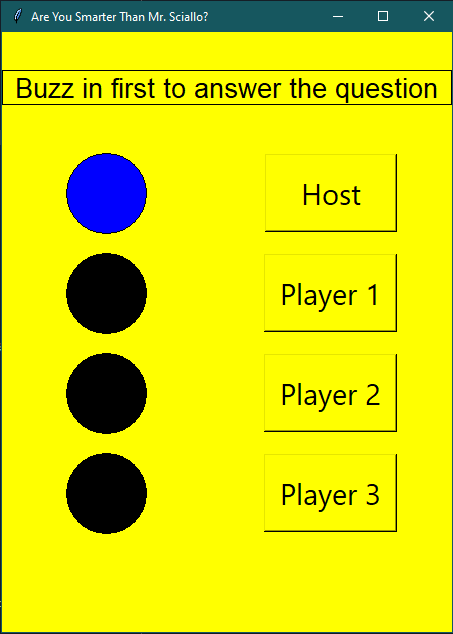 Are You Smarter Than Mr. Sciallo?
Buzz in first to answer the question
Host
Player 1
Player 2
Player 3